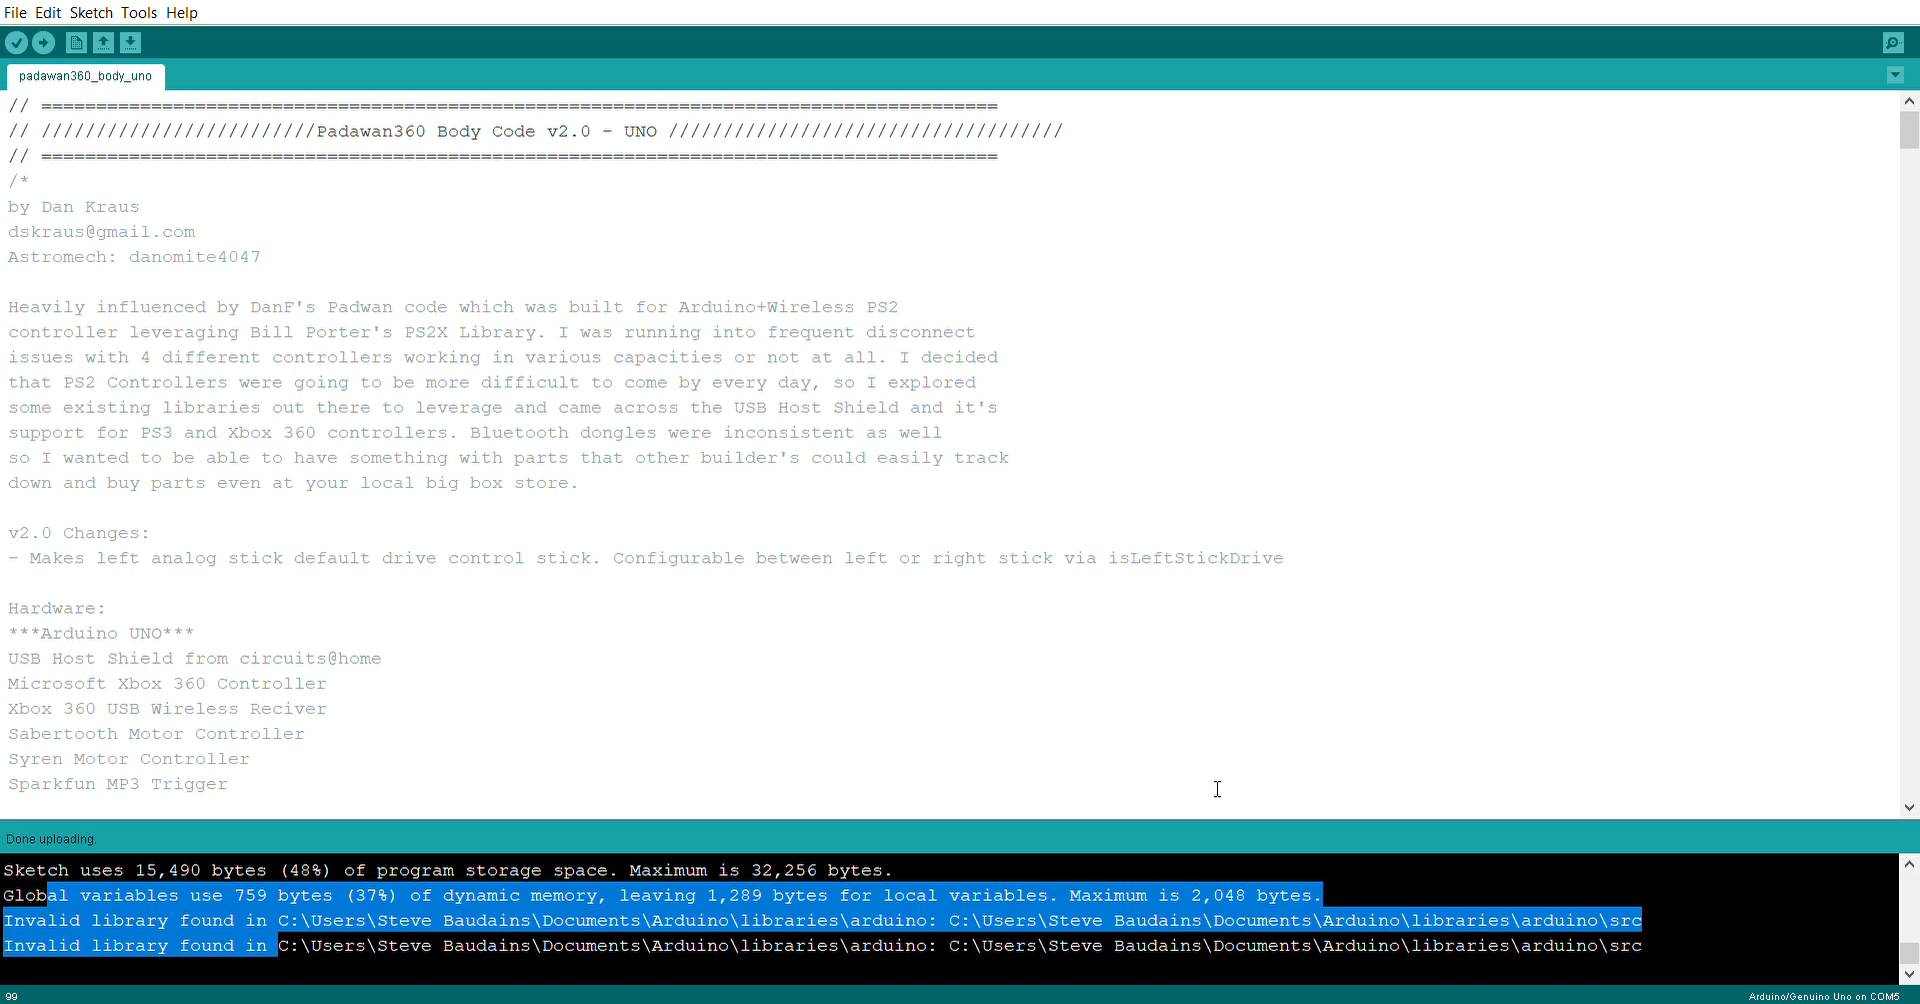 File Edit Sketch Tools Help
padawan360_body_uno
// =======================================================================================
// /////////////////////////Padawan360 Body Code v2.0 - UNO ////////////////////////////////////
// =======================================================================================
/*
by Dan Kraus
dskraus@gmail.com
Astromech: danomite4047
Heavily influenced by DanF's Padwan code which was built for Arduino+Wireless PS2
controller leveraging Bill Porter's PS2X Library. I was running into frequent disconnect
issues with 4 different controllers working in various capacities or not at all. I decided
that PS2 Controllers were going to be more difficult to come by every day, so I explored
some existing libraries out there to leverage and came across the USB Host Shield and it's
support for PS3 and Xbox 360 controllers. Bluetooth dongles were inconsistent as well
so I wanted to be able to have something with parts that other builder's could easily track
down and buy parts even at your local big box store.
v2.0 Changes:
- Makes left analog stick default drive control stick. Configurable between left or right stick via isLeftStickDrive
Hardware:
***Arduino UNO***
USB Host Shield from circuits@home
Microsoft Xbox 360 Controller
Xbox 360 USB Wireless Reciver
Sabertooth Motor Controller
Syren Motor Controller
Sparkfun MP3 Trigger
Done uploading.
Sketch uses 15,490 bytes (48%) of program storage space. Maximum is 32,256 bytes.
Global variables use 759 bytes (37%) of dynamic memory, leaving 1,289 bytes for local variables. Maximum is 2,048 bytes.
Invalid library found in C:\Users\Steve Baudains\Documents\Arduino\libraries\arduino: C:\Users\Steve Baudains\Documents\Arduino\libraries\arduino\src
Invalid library found in C:\Users\Steve Baudains\Documents\Arduino\libraries\arduino: C:\Users\Steve Baudains\Documents\Arduino\libraries\arduino\src
99
Arduino/Genuino Uno on COM5